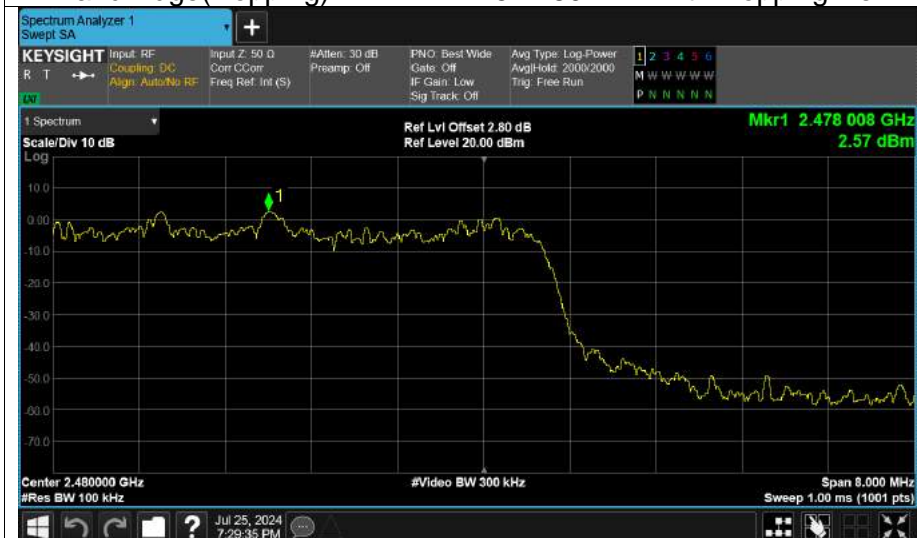 Spectrum Analyzer 1
Swept SA
+
KEYSIGHT
R T
LXI
Input: RF
Coupling: DC
Align: Auto/No RF
Input Z: 50 Ω
Corr CCorr
Freq Ref: Int (S)
#Atten: 30 dB
Preamp: Off
PNO: Best Wide
Gate: Off
IF Gain: Low
Sig Track: Off
Avg Type: Log-Power
Avg|Hold: 2000/2000
Trig: Free Run
1 2 3 4 5 6
M W W W W W
P N N N N N
1 Spectrum
Scale/Div 10 dB
Log
Ref Lvl Offset 2.80 dB
Ref Level 20.00 dBm
Mkr1 2.478 008 GHz
2.57 dBm
1
10.0
0.00
-10.0
-20.0
-30.0
-40.0
-50.0
-60.0
-70.0
Center 2.480000 GHz
#Res BW 100 kHz
#Video BW 300 kHz
Span 8.000 MHz
Sweep 1.00 ms (1001 pts)
?
Jul 25, 2024
7:29:35 PM